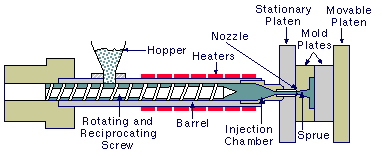 Stationary
Platen
Movable
Platen
Mold
Plates
Nozzle
Hopper
Heaters
Rotating and
Reciprocating
Screw
Barrel
Injection
Chamber
Sprue